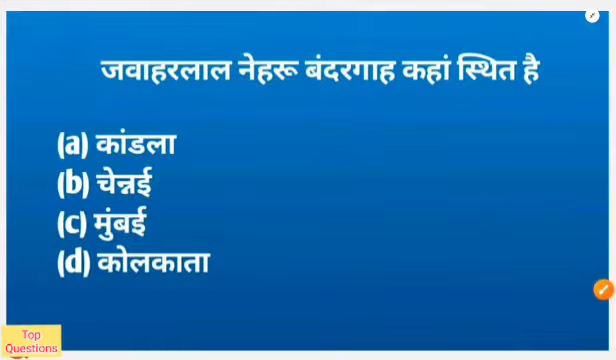 जवाहरलाल नेहरू बंदरगाह कहां स्थित है
(a) कांडला
(b) चेन्नई
(c) मुंबई
(d) कोलकाता
Top
Questions